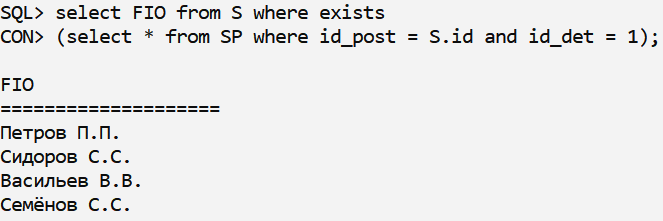 SQL> select FIO from S where exists
CON> (select * from SP where id_post = S.id and id_det = 1);
FIO
====================
Петров П.П.
Сидоров С.С.
Васильев В.В.
Семёнов С.С.